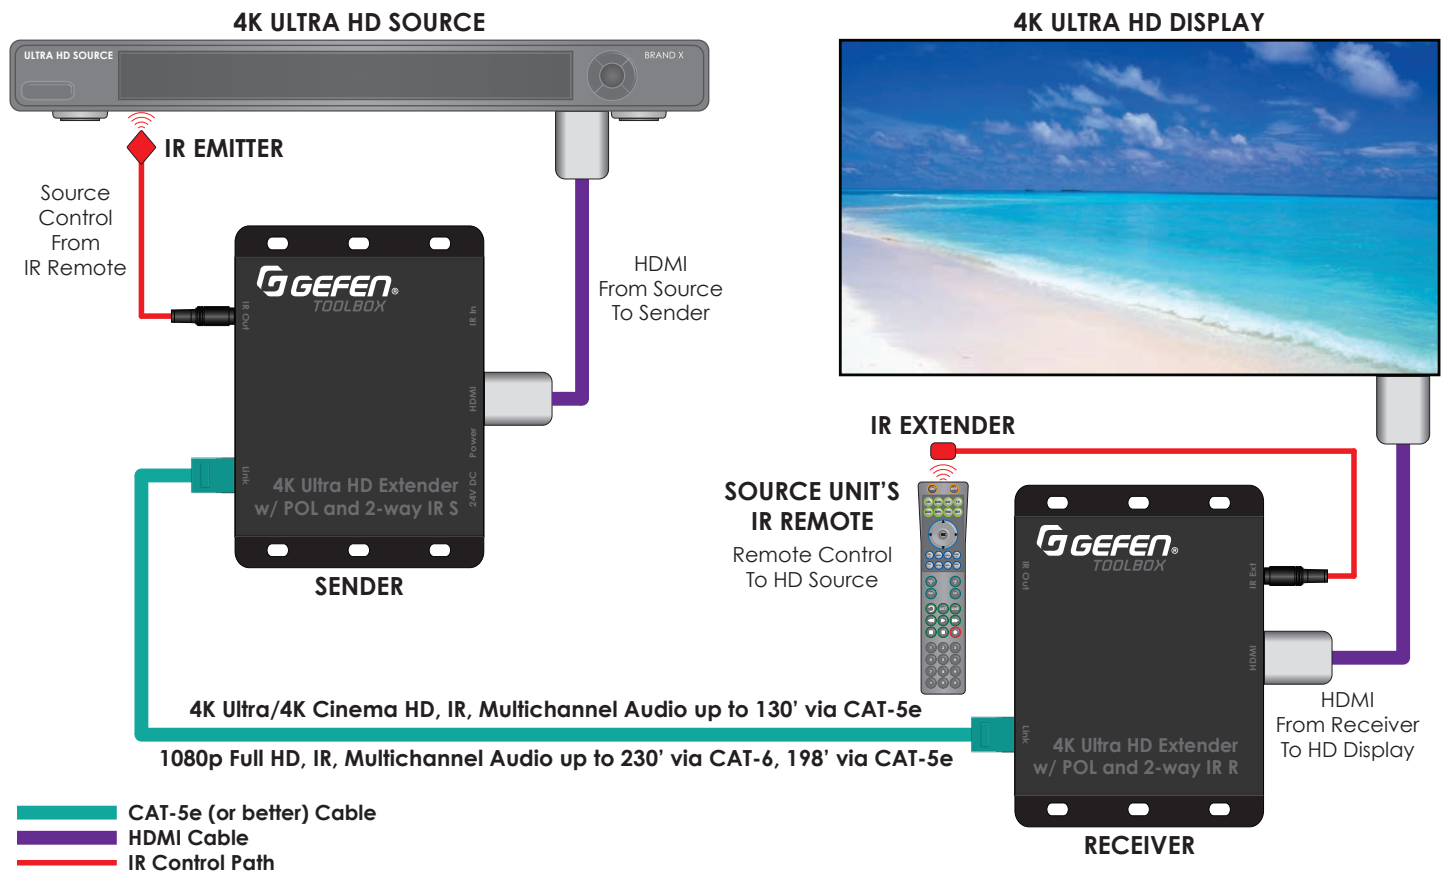 4K ULTRA HD SOURCE
4K ULTRA HD DISPLAY
ULTRA HD SOURCE
BRAND X
IR EMITTER
Source
Control
From
IR Remote
GEFEN®
TOOLBOX
IR Out
IR In
HDMI
Power
24V DC
Link
4K Ultra HD Extender
w/ POL and 2-way IR S
SENDER
HDMI
From Source
To Sender
IR EXTENDER
SOURCE UNIT'S
IR REMOTE
Remote Control
To HD Source
GEFEN®
TOOLBOX
IR Out
IR Ext
HDMI
Link
4K Ultra HD Extender
w/ POL and 2-way IR R
RECEIVER
HDMI
From Receiver
To HD Display
4K Ultra/4K Cinema HD, IR, Multichannel Audio up to 130’ via CAT-5e
1080p Full HD, IR, Multichannel Audio up to 230’ via CAT-6, 198’ via CAT-5e
CAT-5e (or better) Cable
HDMI Cable
IR Control Path